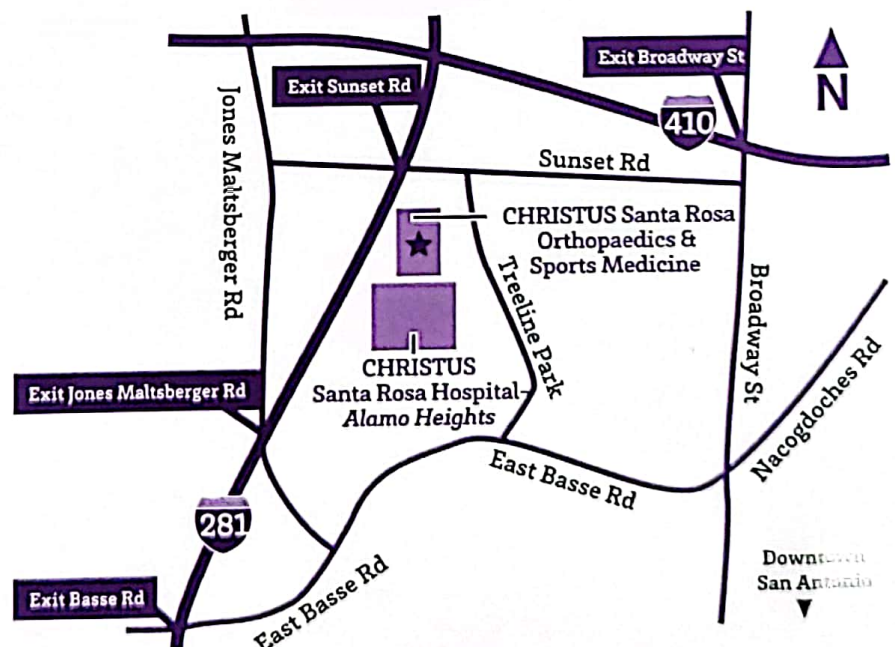 Exit Broadway St
N
Exit Sunset Rd
410
Jones Maltsberger Rd
Sunset Rd
CHRISTUS Santa Rosa
Orthopaedics &
Sports Medicine
Treeline Park
Broadway St
CHRISTUS
Santa Rosa Hospital-
Alamo Heights
Exit Jones Maltsberger Rd
Nacogdoches Rd
East Basse Rd
281
Downtown
San Antonio
Exit Basse Rd
East Basse Rd